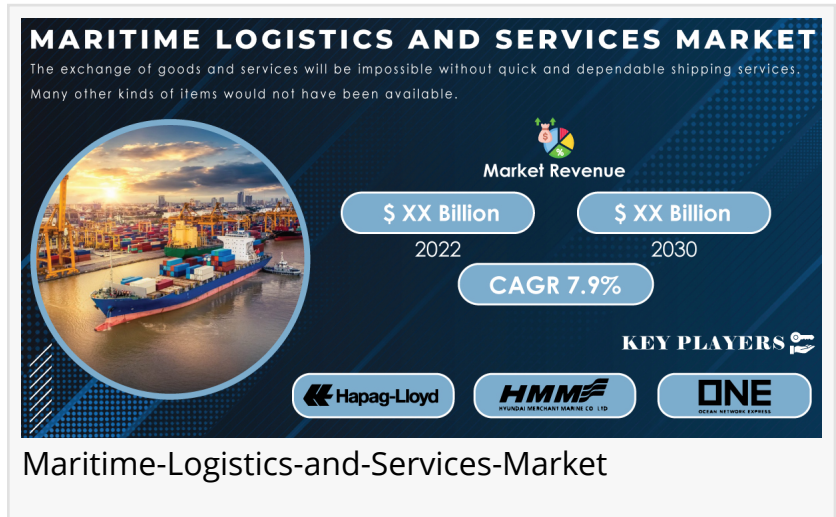 MARITIME LOGISTICS AND SERVICES MARKET
The exchange of goods and services will be impossible without quick and dependable shipping services.
Many other kinds of items would not have been available.
$
%
Market Revenue
$ XX Billion
$ XX Billion
2022
2030
CAGR 7.9%
KEY PLAYERS
Hapag-Lloyd
HMM
HYUNDAI MERCHANT MARINE CO LTD
ONE
OCEAN NETWORK EXPRESS
Maritime-Logistics-and-Services-Market